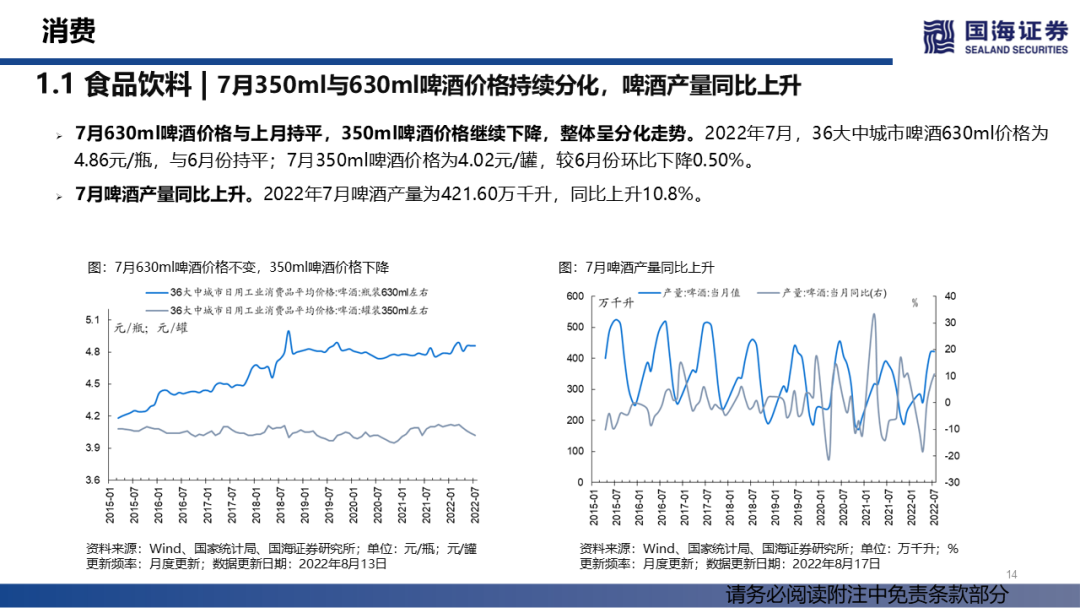 消费
国海证券
SEALAND SECURITIES
1.1 食品饮料 | 7月350ml与630ml啤酒价格持续分化，啤酒产量同比上升
7月630ml啤酒价格与上月持平，350ml啤酒价格继续下降，整体呈分化走势。2022年7月，36大中城市啤酒630ml价格为
4.86元/瓶，与6月份持平；7月350ml啤酒价格为4.02元/罐，较6月份环比下降0.50%。
7月啤酒产量同比上升。2022年7月啤酒产量为421.60万千升，同比上升10.8%。
图：7月630ml啤酒价格不变，350ml啤酒价格下降
36大中城市日用工业消费品平均价格:啤酒:瓶装630ml左右
36大中城市日用工业消费品平均价格:啤酒:罐装350ml左右
元/瓶；元/罐
5.1
4.8
4.5
4.2
3.9
3.6
2015-01 2015-07 2016-01 2016-07 2017-01 2017-07 2018-01 2018-07 2019-01 2019-07 2020-01 2020-07 2021-01 2021-07 2022-01 2022-07
资料来源：Wind、国家统计局、国海证券研究所；单位：元/瓶；元/罐
更新频率：月度更新；数据更新日期：2022年8月13日
图：7月啤酒产量同比上升
产量:啤酒:当月值 产量:啤酒:当月同比(右)
万千升 %
600 40
500 30
400 20
300 10
200 0
100 -10
0 -20
-30
2015-01 2015-07 2016-01 2016-07 2017-01 2017-07 2018-01 2018-07 2019-01 2019-07 2020-01 2020-07 2021-01 2021-07 2022-01 2022-07
资料来源：Wind、国家统计局、国海证券研究所；单位：万千升；%
更新频率：月度更新；数据更新日期：2022年8月17日
14
请务必阅读附注中免责条款部分